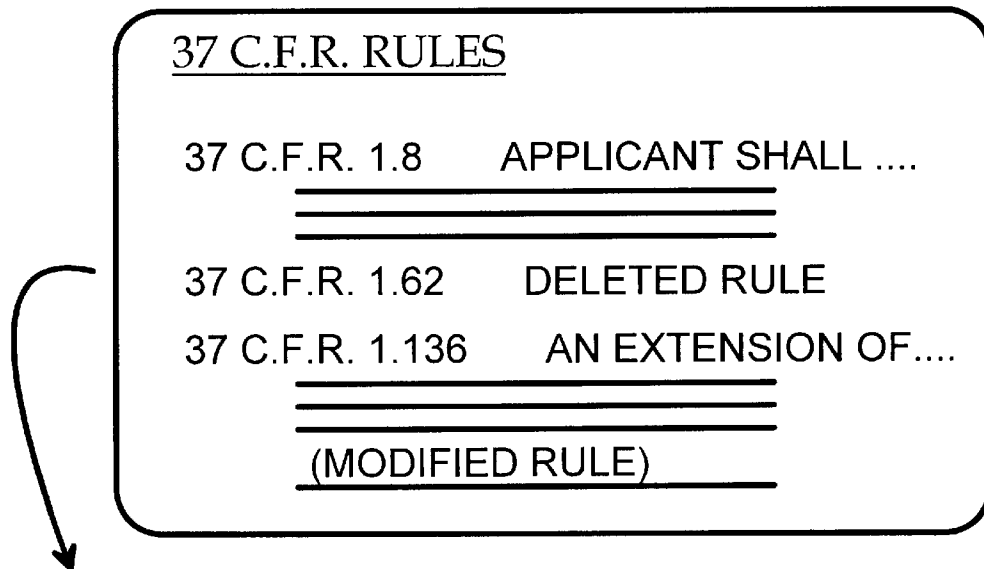 37 C.F.R. RULES
37 C.F.R. 1.8 APPLICANT SHALL ....
37 C.F.R. 1.62 DELETED RULE
37 C.F.R. 1.136 AN EXTENSION OF....
(MODIFIED RULE)